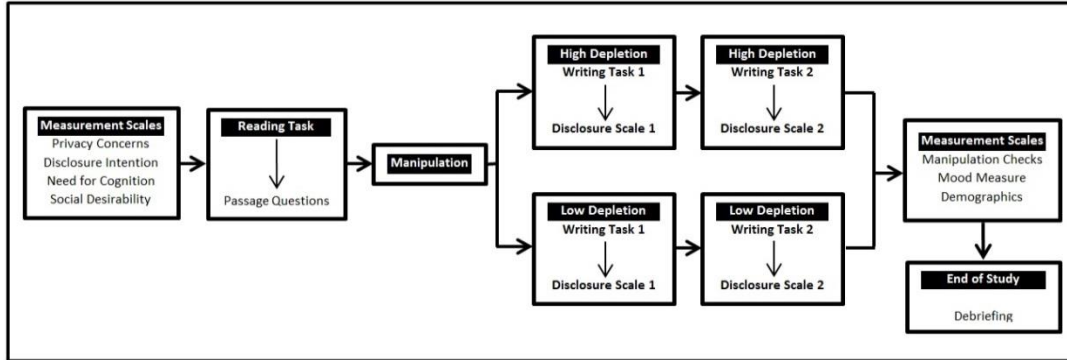 Measurement Scales
Privacy Concerns
Disclosure Intention
Need for Cognition
Social Desirability
Reading Task
Passage Questions
Manipulation
High Depletion
Writing Task 1
Disclosure Scale 1
High Depletion
Writing Task 2
Disclosure Scale 2
Low Depletion
Writing Task 1
Disclosure Scale 1
Low Depletion
Writing Task 2
Disclosure Scale 2
Measurement Scales
Manipulation Checks
Mood Measure
Demographics
End of Study
Debriefing